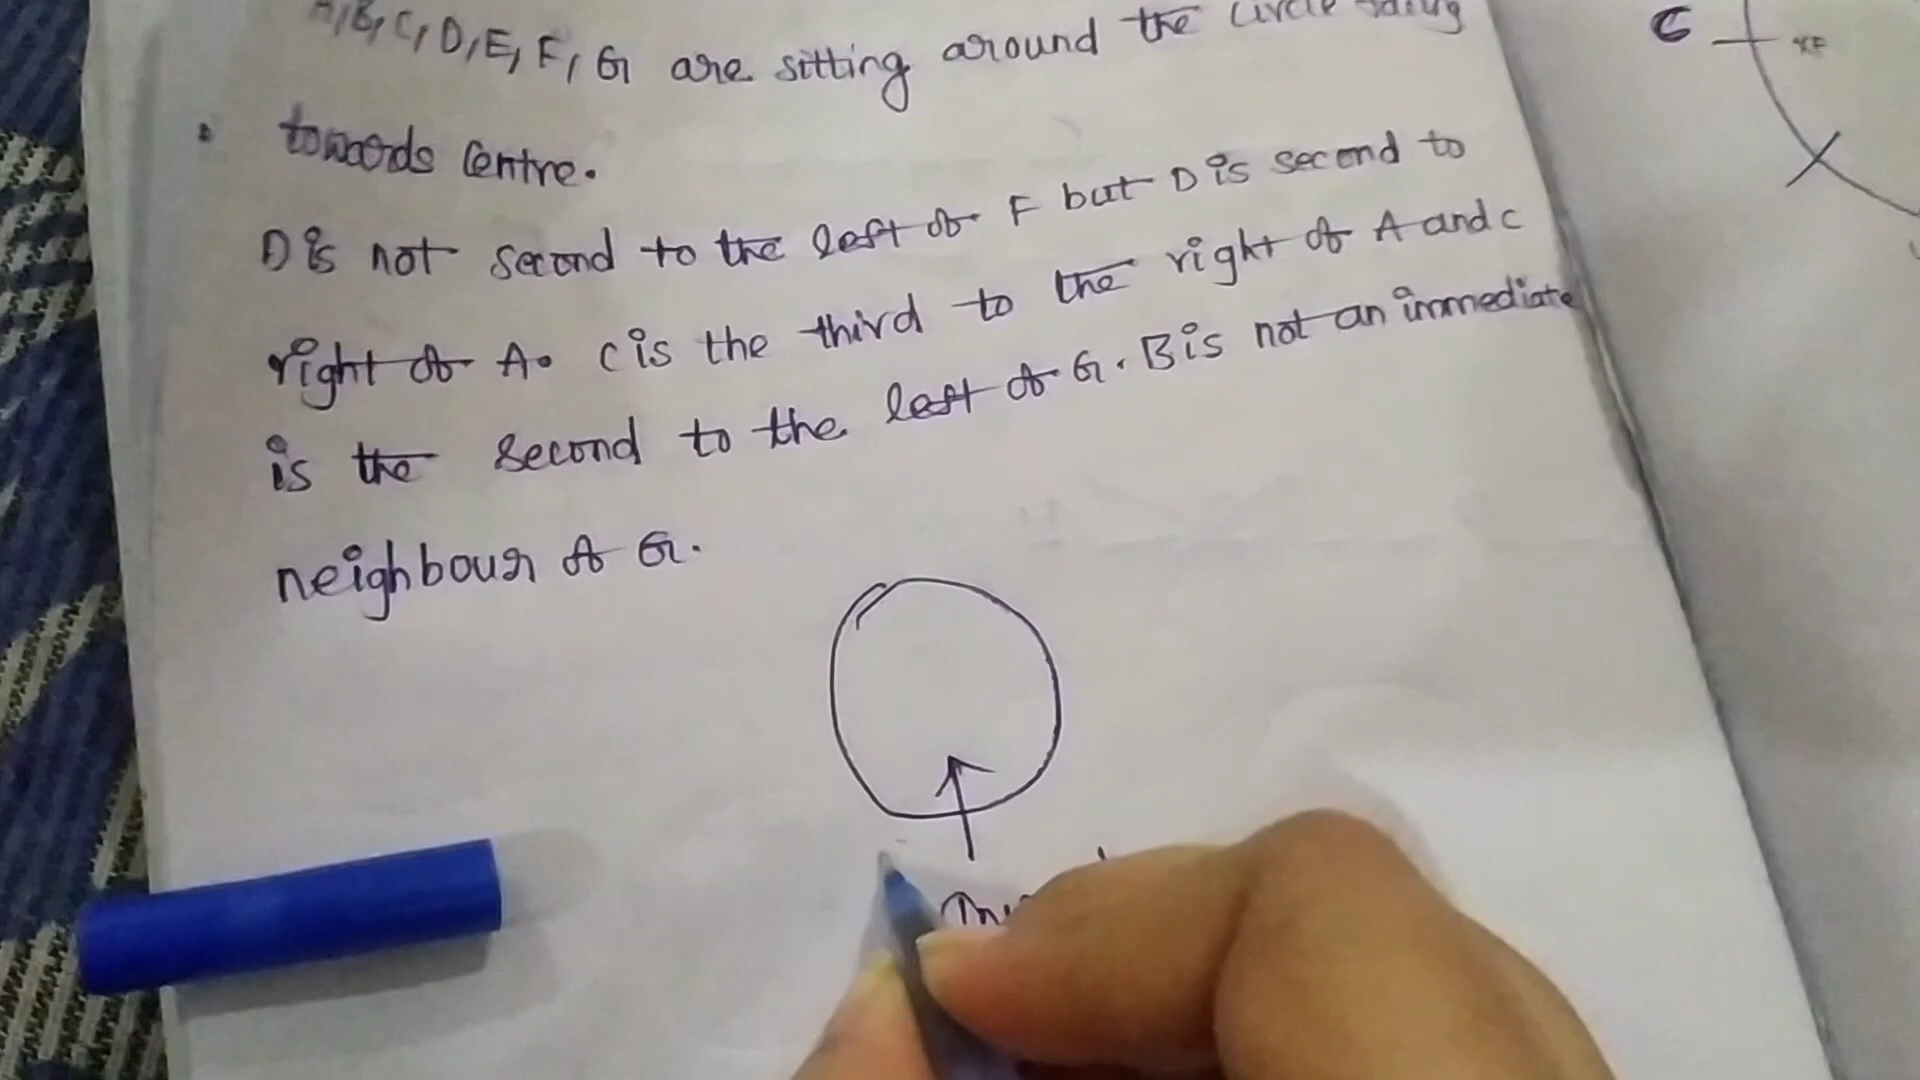 A, B, C, D, E, F, G are sitting around the circle facing
towards Centre.
D is not second to the left of F but D is second to
right of A. C is the third to the right of A and C
is the second to the left of G. B is not an immediate
neighbour of G.
C